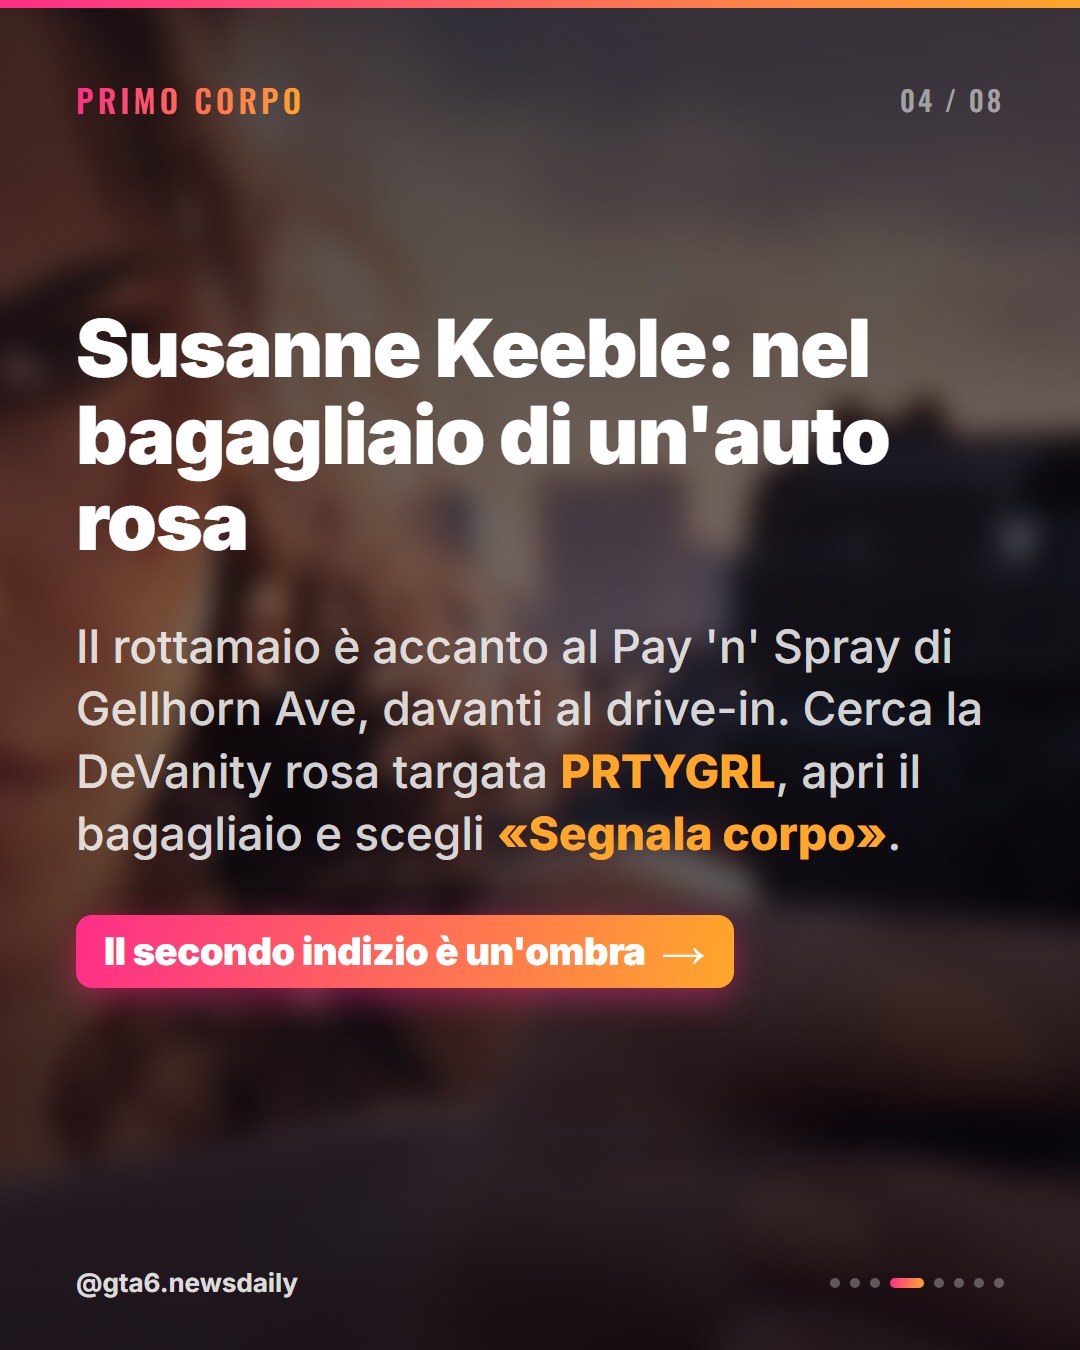 PRIMO CORPO
04 / 08
Susanne Keeble: nel
bagagliaio di un'auto
rosa
Il rottamaio è accanto al Pay 'n' Spray di
Gellhorn Ave, davanti al drive-in. Cerca la
DeVanity rosa targata PRTYGRL, apri il
bagagliaio e scegli «Segnala corpo».
Il secondo indizio è un'ombra →
@gta6.newsdaily